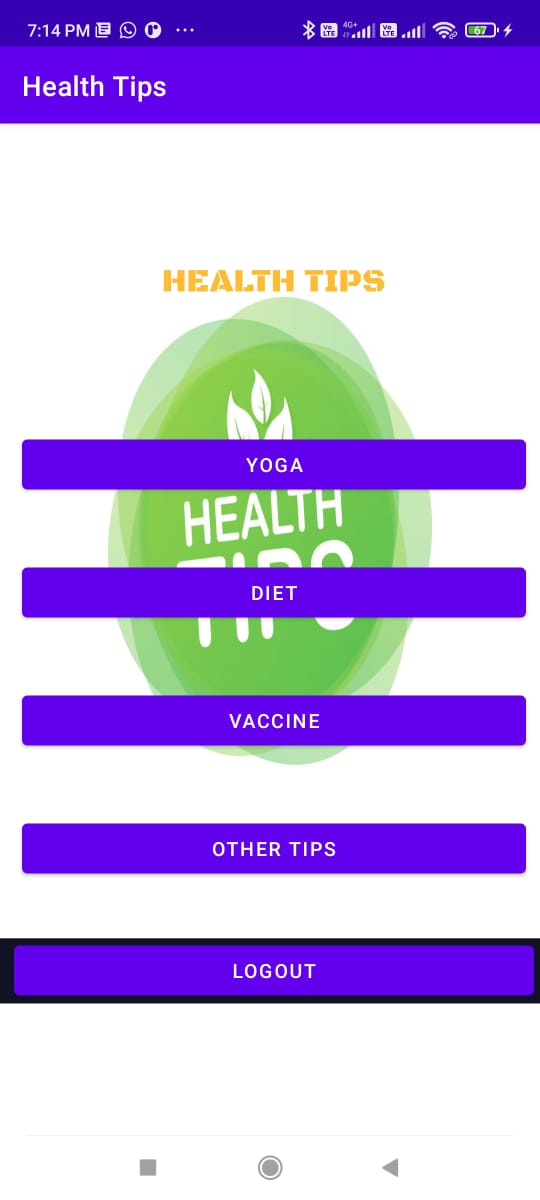 7:14 PM
Vo LTE 4G+ Vo LTE 67
Health Tips
HEALTH TIPS
YOGA
HEALTH
TIPS
DIET
VACCINE
OTHER TIPS
LOGOUT